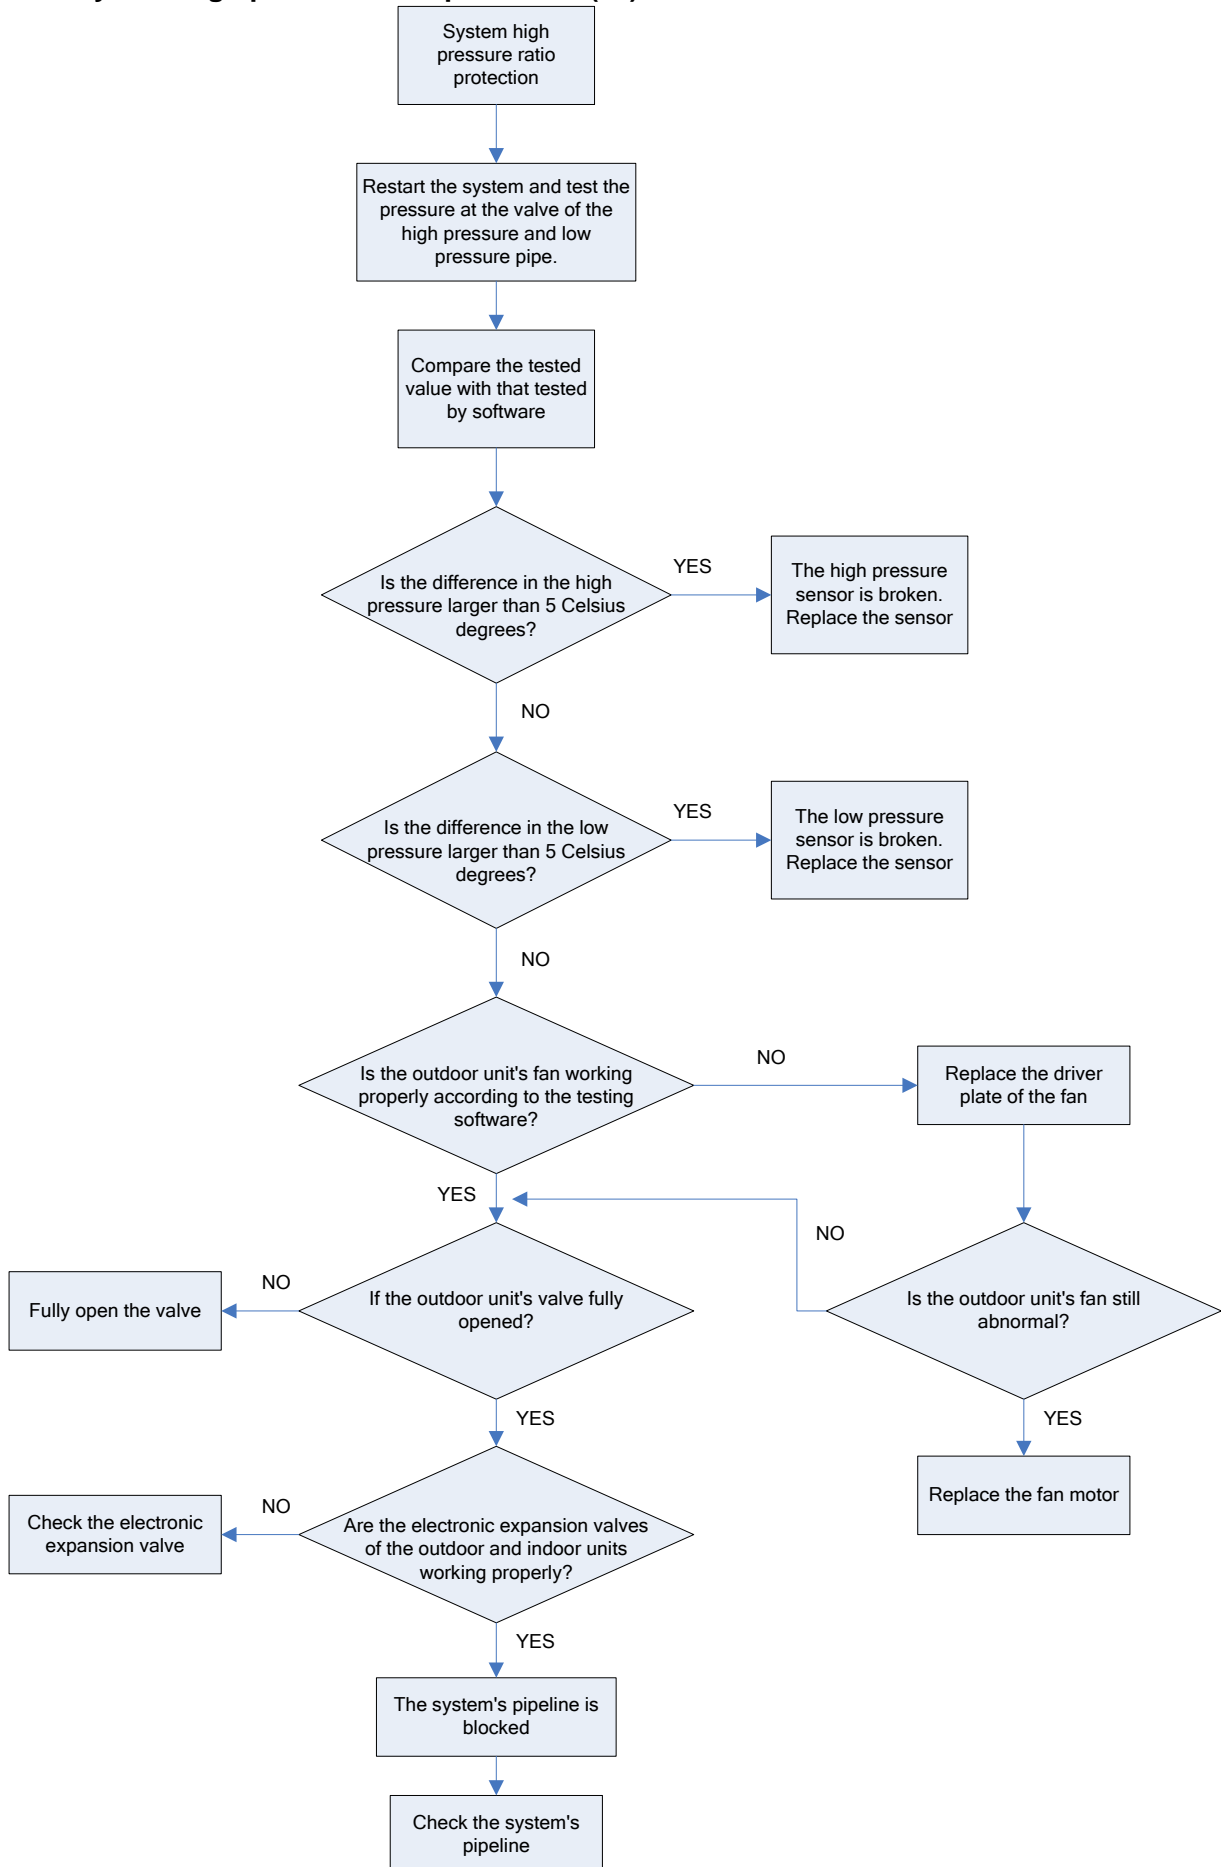 System high
pressure ratio
protection
Restart the system and test the
pressure at the valve of the
high pressure and low
pressure pipe.
Compare the tested
value with that tested
by software
Is the difference in the high
pressure larger than 5 Celsius
degrees?
YES
The high pressure
sensor is broken.
Replace the sensor
NO
Is the difference in the low
pressure larger than 5 Celsius
degrees?
YES
The low pressure
sensor is broken.
Replace the sensor
NO
Is the outdoor unit's fan working
properly according to the testing
software?
NO
Replace the driver
plate of the fan
YES
NO
Is the outdoor unit's fan still
abnormal?
YES
Replace the fan motor
If the outdoor unit's valve fully
opened?
NO
Fully open the valve
YES
Are the electronic expansion valves
of the outdoor and indoor units
working properly?
NO
Check the electronic
expansion valve
YES
The system's pipeline is
blocked
Check the system's
pipeline